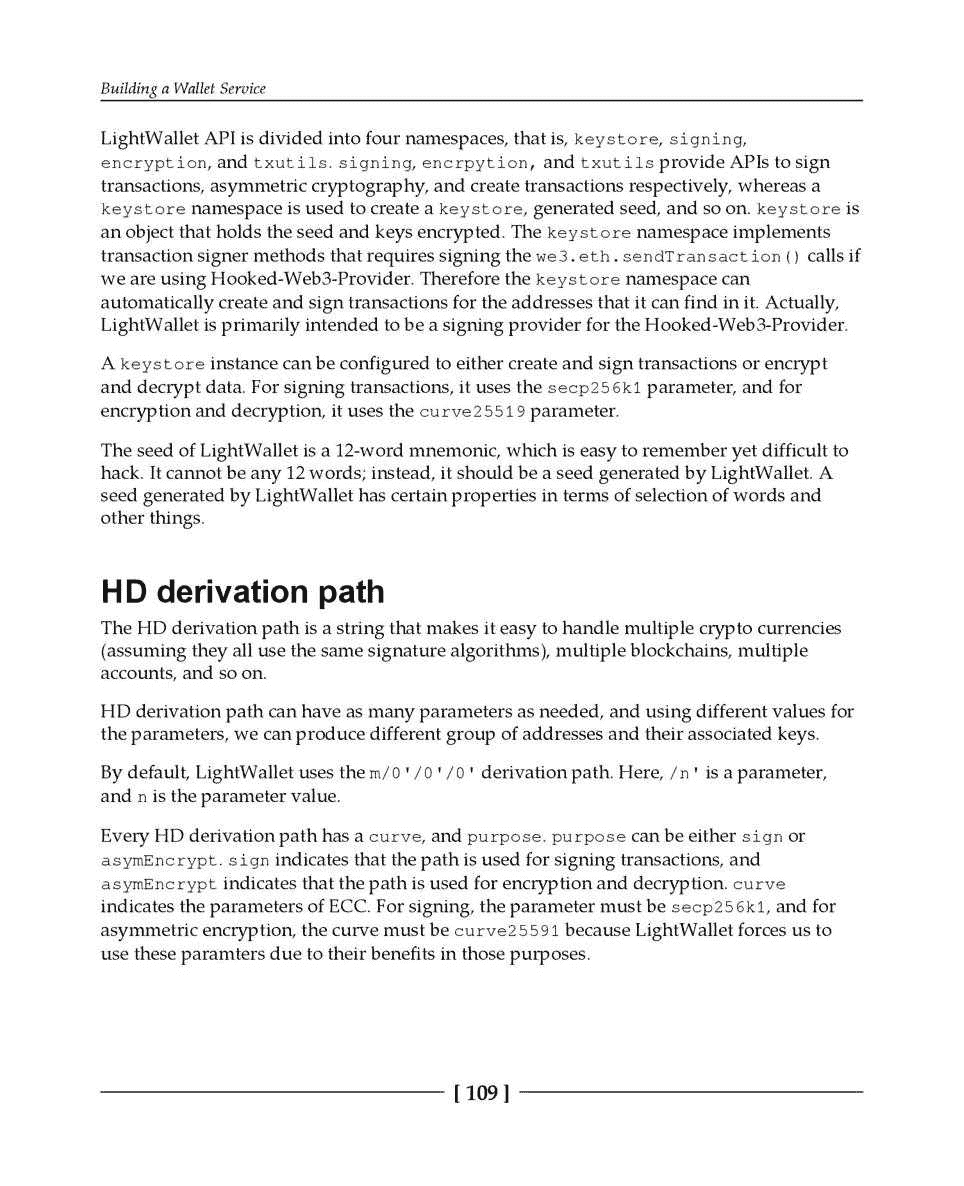 Building a Wallet Service
LightWallet API is divided into four namespaces, that is, keystore, signing,
encryption, and txutils. signing, encrpytion, and txutils provide APIs to sign
transactions, asymmetric cryptography, and create transactions respectively, whereas a
keystore namespace is used to create a keystore, generated seed, and so on. keystore is
an object that holds the seed and keys encrypted. The keystore namespace implements
transaction signer methods that requires signing the we3.eth.sendTransaction() calls if
we are using Hooked-Web3-Provider. Therefore the keystore namespace can
automatically create and sign transactions for the addresses that it can find in it. Actually,
LightWallet is primarily intended to be a signing provider for the Hooked-Web3-Provider.
A keystore instance can be configured to either create and sign transactions or encrypt
and decrypt data. For signing transactions, it uses the secp256k1 parameter, and for
encryption and decryption, it uses the curve25519 parameter.
The seed of LightWallet is a 12-word mnemonic, which is easy to remember yet difficult to
hack. It cannot be any 12 words; instead, it should be a seed generated by LightWallet. A
seed generated by LightWallet has certain properties in terms of selection of words and
other things.
HD derivation path
The HD derivation path is a string that makes it easy to handle multiple crypto currencies
(assuming they all use the same signature algorithms), multiple blockchains, multiple
accounts, and so on.
HD derivation path can have as many parameters as needed, and using different values for
the parameters, we can produce different group of addresses and their associated keys.
By default, LightWallet uses the m/0'/0'/0' derivation path. Here, /n' is a parameter,
and n is the parameter value.
Every HD derivation path has a curve, and purpose. purpose can be either sign or
asymEncrypt. sign indicates that the path is used for signing transactions, and
asymEncrypt indicates that the path is used for encryption and decryption. curve
indicates the parameters of ECC. For signing, the parameter must be secp256k1, and for
asymmetric encryption, the curve must be curve25591 because LightWallet forces us to
use these paramters due to their benefits in those purposes.
[ 109 ]